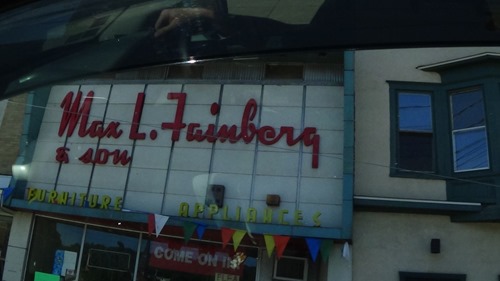 Max L. Fainberg
& son
FURNITURE APPLIANCES
COME ON IN